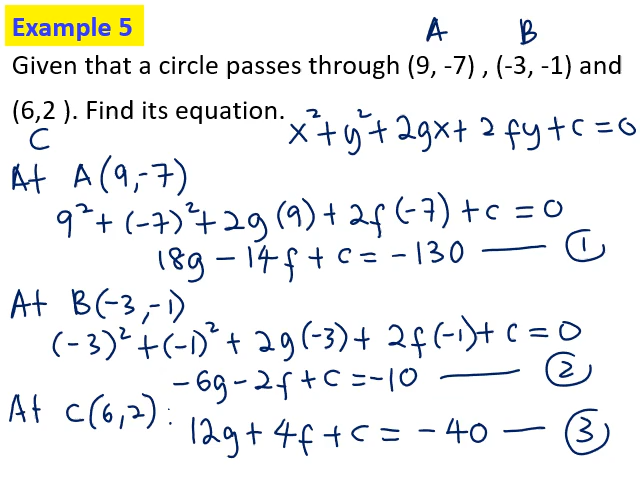 Example 5
A B
Given that a circle passes through (9, -7) , (-3, -1) and
(6,2 ). Find its equation.
C
x² + y² + 2gx + 2fy + c = 0
At A(9,-7)
9² + (-7)² + 2g(9) + 2f(-7) + c = 0
18g - 14f + c = -130 —— ①
At B(-3,-1)
(-3)² + (-1)² + 2g(-3) + 2f(-1) + c = 0
-6g - 2f + c = -10 —— ②
At C(6,2) :
12g + 4f + c = -40 — ③